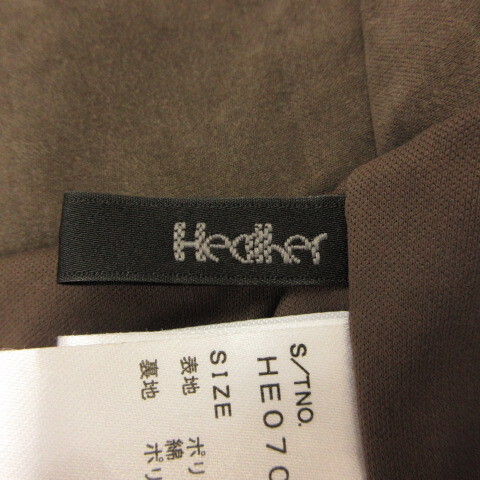 Heather
S/TNO.
HE070
SIZE
表地 ポリ
綿
裏地 ポリ